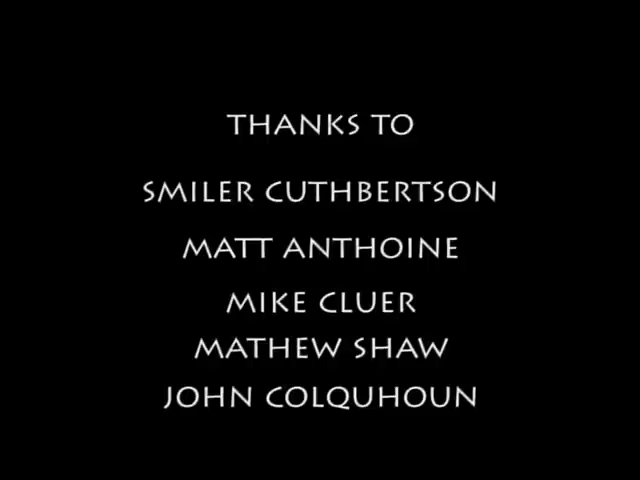 THANKS TO
SMILER CUTHBERTSON
MATT ANTHOINE
MIKE CLUER
MATHEW SHAW
JOHN COLQUHOUN